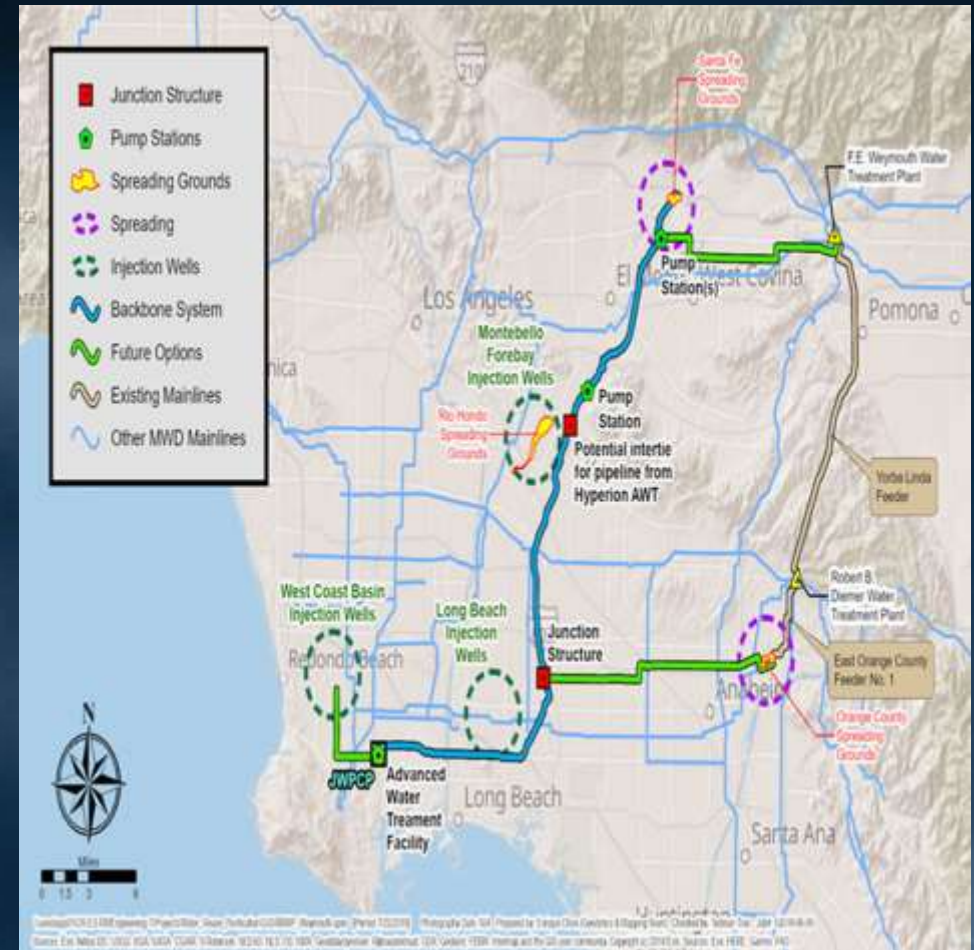 Junction Structure
Pump Stations
Spreading Grounds
Spreading
Injection Wells
Backbone System
Future Options
Existing Mainlines
Other MWD Mainlines
210
Santa Fe
Spreading
Grounds
F.E. Weymouth Water
Treatment Plant
Pump
Station(s)
West Covina
Los Angeles
Pomona
Montebello
Forebay
Injection Wells
Rio Hondo
Spreading
Grounds
Pump
Station
Potential intertie
for pipeline from
Hyperion AWT
Yorba Linda
Feeder
Robert B.
Diemer Water
Treatment Plant
West Coast Basin
Injection Wells
Long Beach
Injection
Wells
Junction
Structure
Redondo Beach
East Orange County
Feeder No. 1
Anaheim
Orange County
Spreading
Grounds
JWPCP
Advanced
Water
Treament
Facility
Long Beach
Santa Ana
N
Miles
0 1.5 3 6